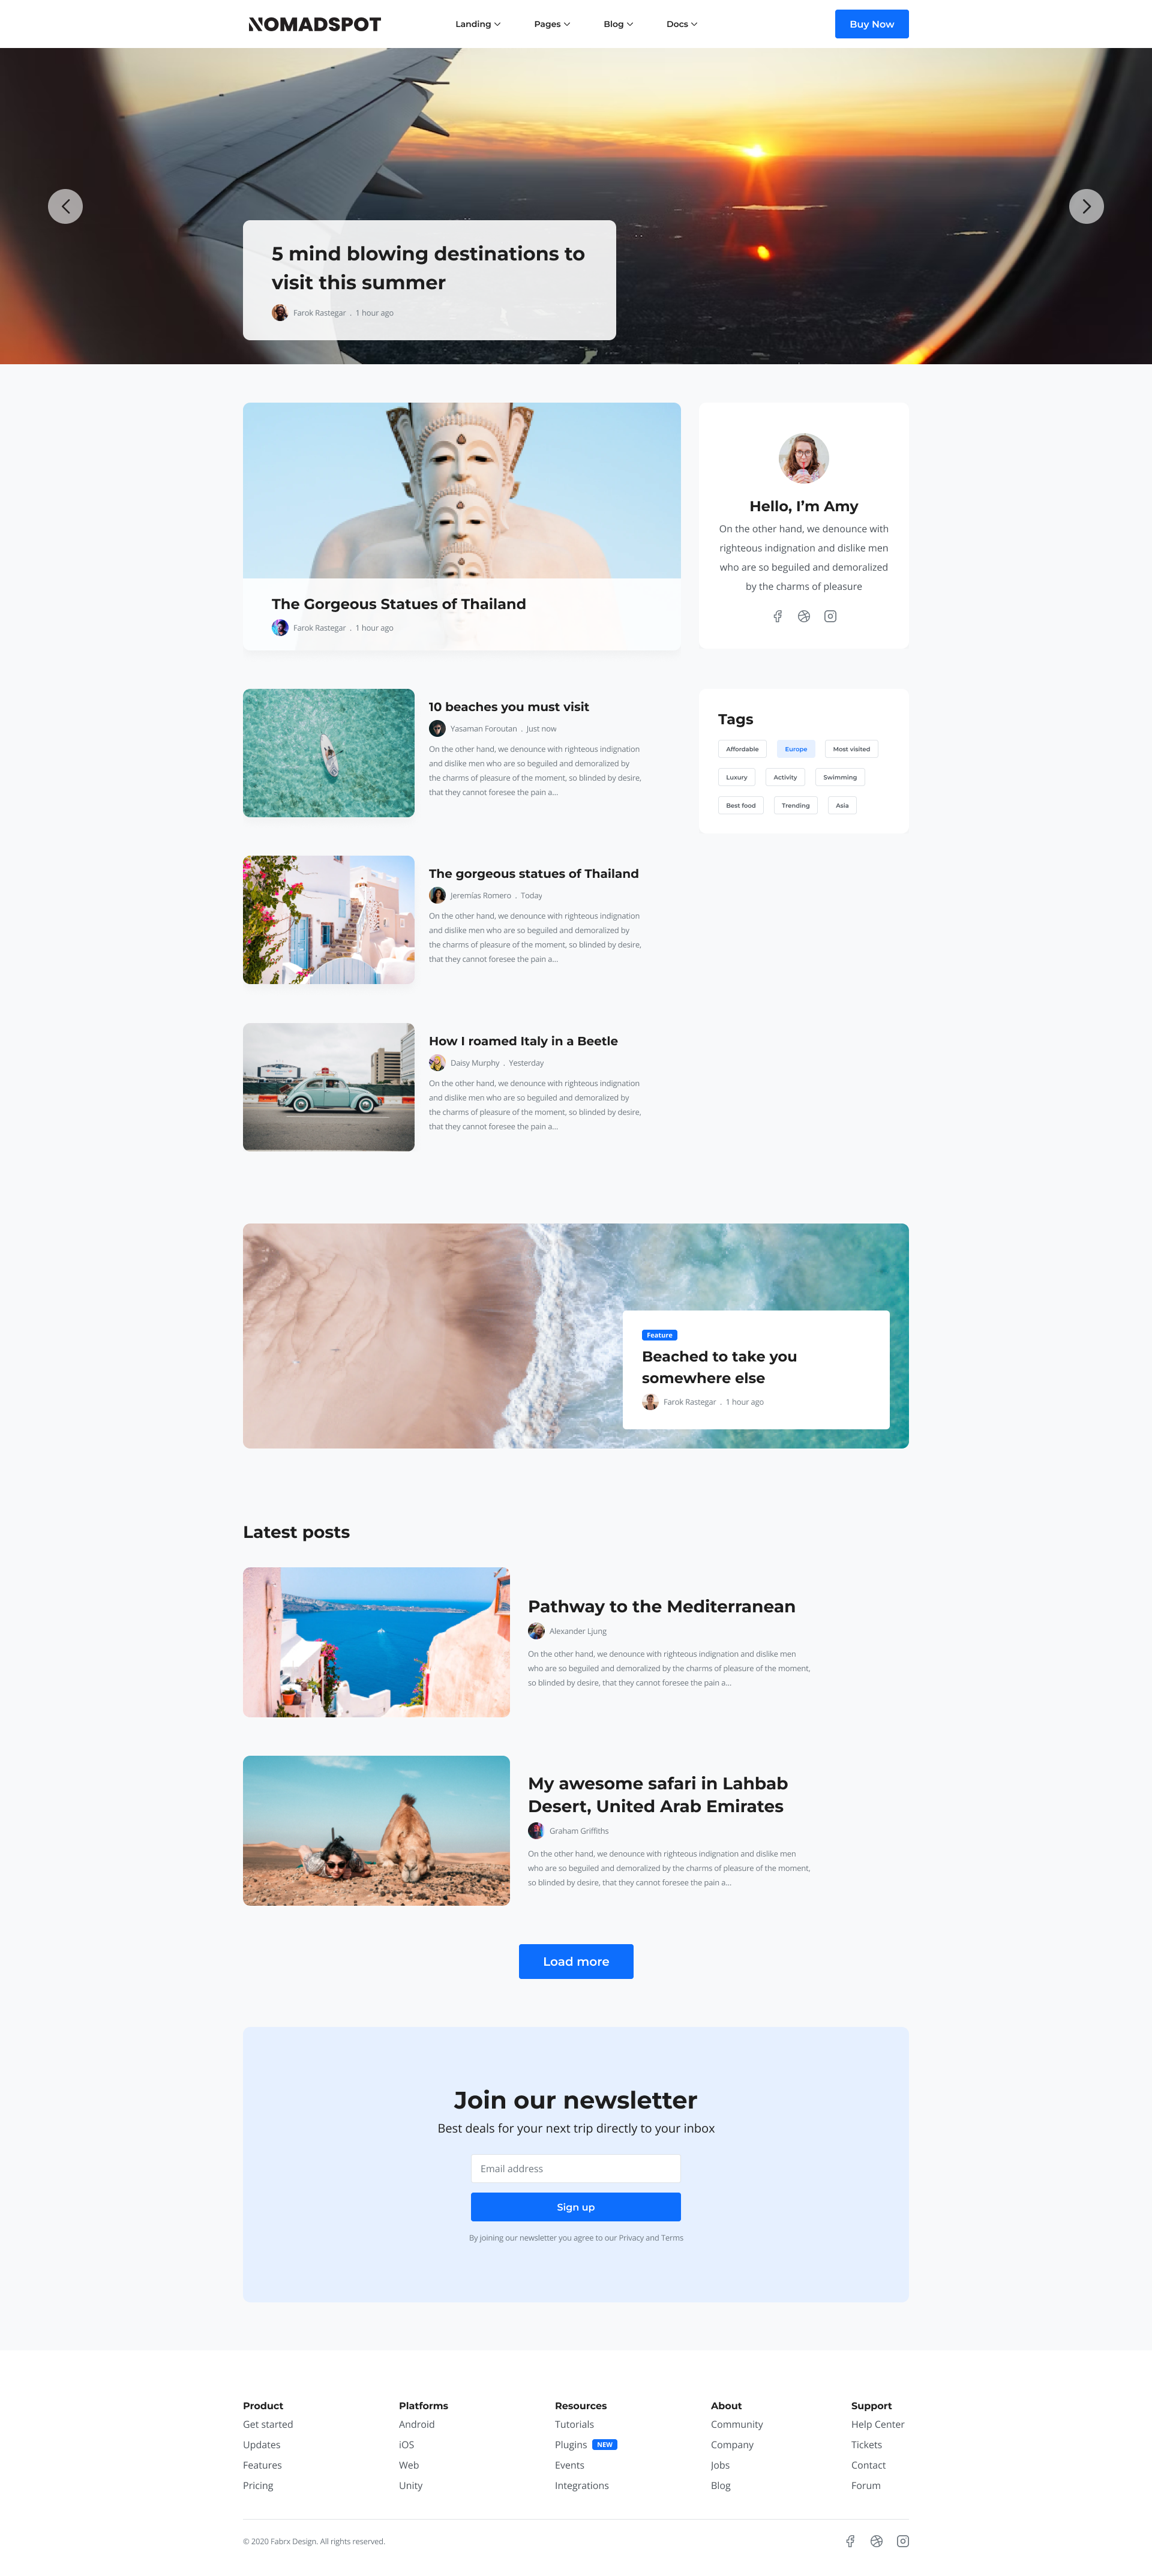 NOMADSPOT
Landing
Pages
Blog
Docs
Buy Now
5 mind blowing destinations to
visit this summer
Farok Rastegar . 1 hour ago
The Gorgeous Statues of Thailand
Farok Rastegar . 1 hour ago
Hello, I’m Amy
On the other hand, we denounce with
righteous indignation and dislike men
who are so beguiled and demoralized
by the charms of pleasure
10 beaches you must visit
Yasaman Foroutan . Just now
On the other hand, we denounce with righteous indignation
and dislike men who are so beguiled and demoralized by
the charms of pleasure of the moment, so blinded by desire,
that they cannot foresee the pain a...
Tags
Affordable
Europe
Most visited
Luxury
Activity
Swimming
Best food
Trending
Asia
The gorgeous statues of Thailand
Jeremías Romero . Today
On the other hand, we denounce with righteous indignation
and dislike men who are so beguiled and demoralized by
the charms of pleasure of the moment, so blinded by desire,
that they cannot foresee the pain a...
How I roamed Italy in a Beetle
Daisy Murphy . Yesterday
On the other hand, we denounce with righteous indignation
and dislike men who are so beguiled and demoralized by
the charms of pleasure of the moment, so blinded by desire,
that they cannot foresee the pain a...
Feature
Beached to take you
somewhere else
Farok Rastegar . 1 hour ago
Latest posts
Pathway to the Mediterranean
Alexander Ljung
On the other hand, we denounce with righteous indignation and dislike men
who are so beguiled and demoralized by the charms of pleasure of the moment,
so blinded by desire, that they cannot foresee the pain a...
My awesome safari in Lahbab
Desert, United Arab Emirates
Graham Griffiths
On the other hand, we denounce with righteous indignation and dislike men
who are so beguiled and demoralized by the charms of pleasure of the moment,
so blinded by desire, that they cannot foresee the pain a...
Load more
Join our newsletter
Best deals for your next trip directly to your inbox
Email address
Sign up
By joining our newsletter you agree to our Privacy and Terms
Product
Get started
Updates
Features
Pricing
Platforms
Android
iOS
Web
Unity
Resources
Tutorials
Plugins NEW
Events
Integrations
About
Community
Company
Jobs
Blog
Support
Help Center
Tickets
Contact
Forum
© 2020 Fabrx Design. All rights reserved.